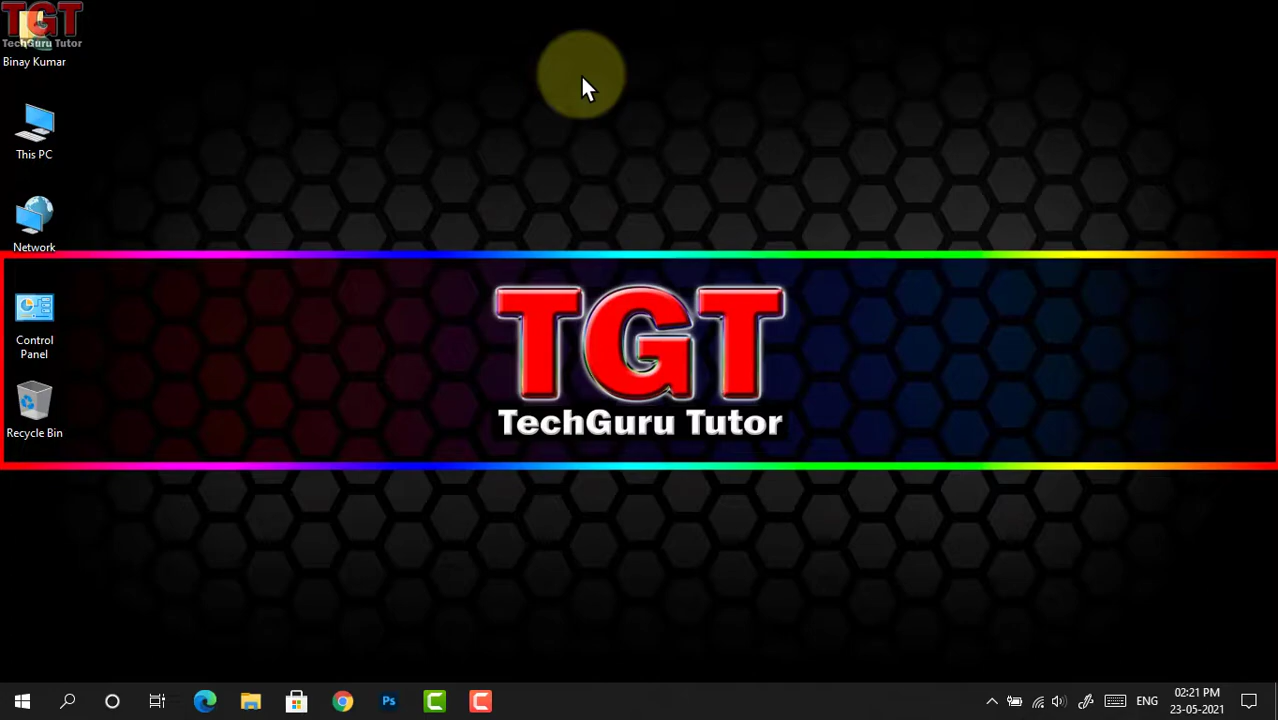 TGT
TechGuru Tutor
Binay Kumar
This PC
Network
Control
Panel
Recycle Bin
TGT
TechGuru Tutor
Ps
ENG
02:21 PM
23-05-2021